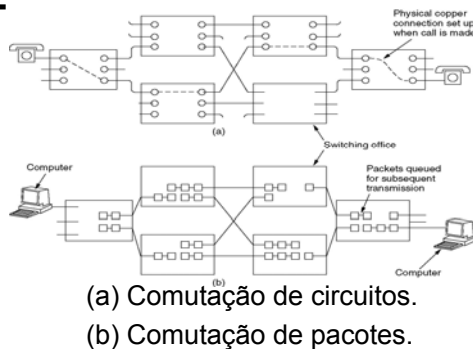 Physical copper
connection set up
when call is made
(a)
Switching office
Computer
Packets queued
for subsequent
transmission
Computer
(b)
(a) Comutação de circuitos.
(b) Comutação de pacotes.